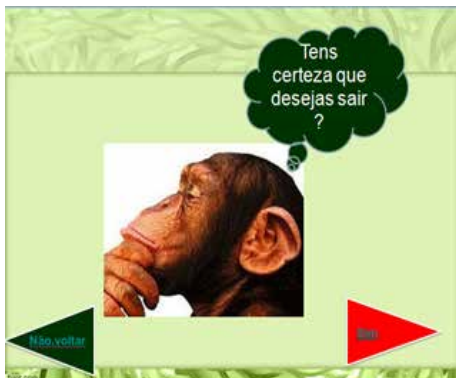 Tens
certeza que
desejas sair
?
Não,voltar
Sim